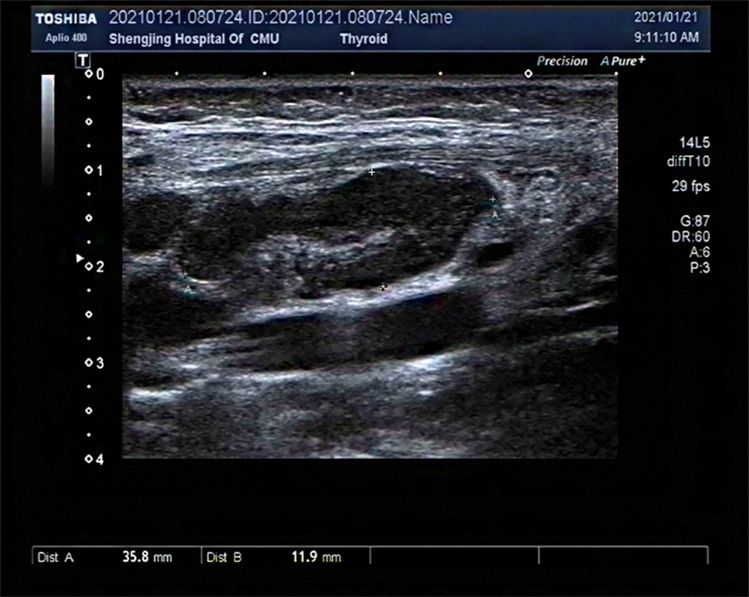 TOSHIBA 20210121.080724.ID:20210121.080724.Name 2021/01/21
Aplio 400 Shengjing Hospital Of CMU Thyroid 9:11:10 AM
T
Precision A Pure+
0
1
2
3
4
14L5
diffT10
29 fps
G:87
DR:60
A:6
P:3
A
A
Dist A 35.8 mm Dist B 11.9 mm